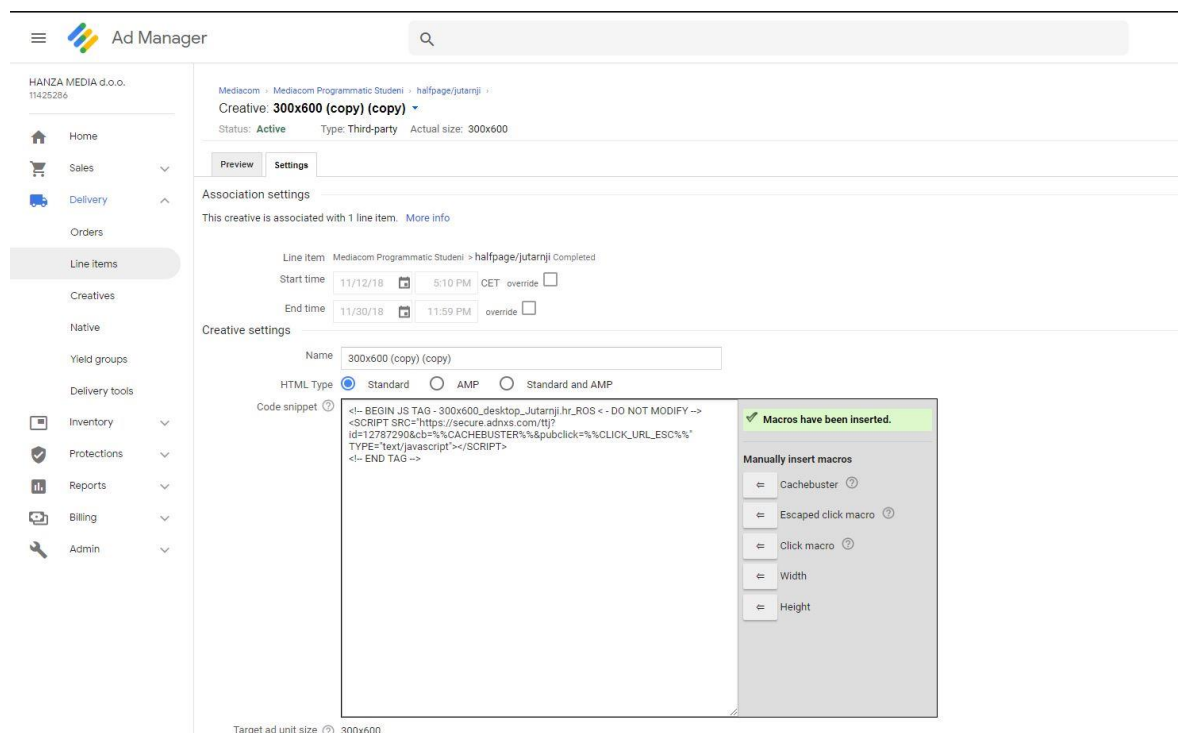 Ad Manager
HANZA MEDIA d.o.o.
11425286
Home
Sales
Delivery
Orders
Line items
Creatives
Native
Yield groups
Delivery tools
Inventory
Protections
Reports
Billing
Admin
Mediacom › Mediacom Programmatic Studeni › halfpage/jutarnji ›
Creative: 300x600 (copy) (copy)
Status: Active Type: Third-party Actual size: 300x600
Preview Settings
Association settings
This creative is associated with 1 line item. More info
Line item Mediacom Programmatic Studeni > halfpage/jutarnji Completed
Start time 11/12/18 5:10 PM CET override
End time 11/30/18 11:59 PM override
Creative settings
Name 300x600 (copy) (copy)
HTML Type Standard AMP Standard and AMP
Code snippet
<!-- BEGIN JS TAG - 300x600_desktop_Jutarnji.hr_ROS < - DO NOT MODIFY -->
<SCRIPT SRC="https://secure.adnxs.com/ttj?
id=12787290&cb=%%CACHEBUSTER%%&pubclick=%%CLICK_URL_ESC%%"
TYPE="text/javascript"></SCRIPT>
<!-- END TAG -->
Macros have been inserted.
Manually insert macros
Cachebuster
Escaped click macro
Click macro
Width
Height
Target ad unit size 300x600